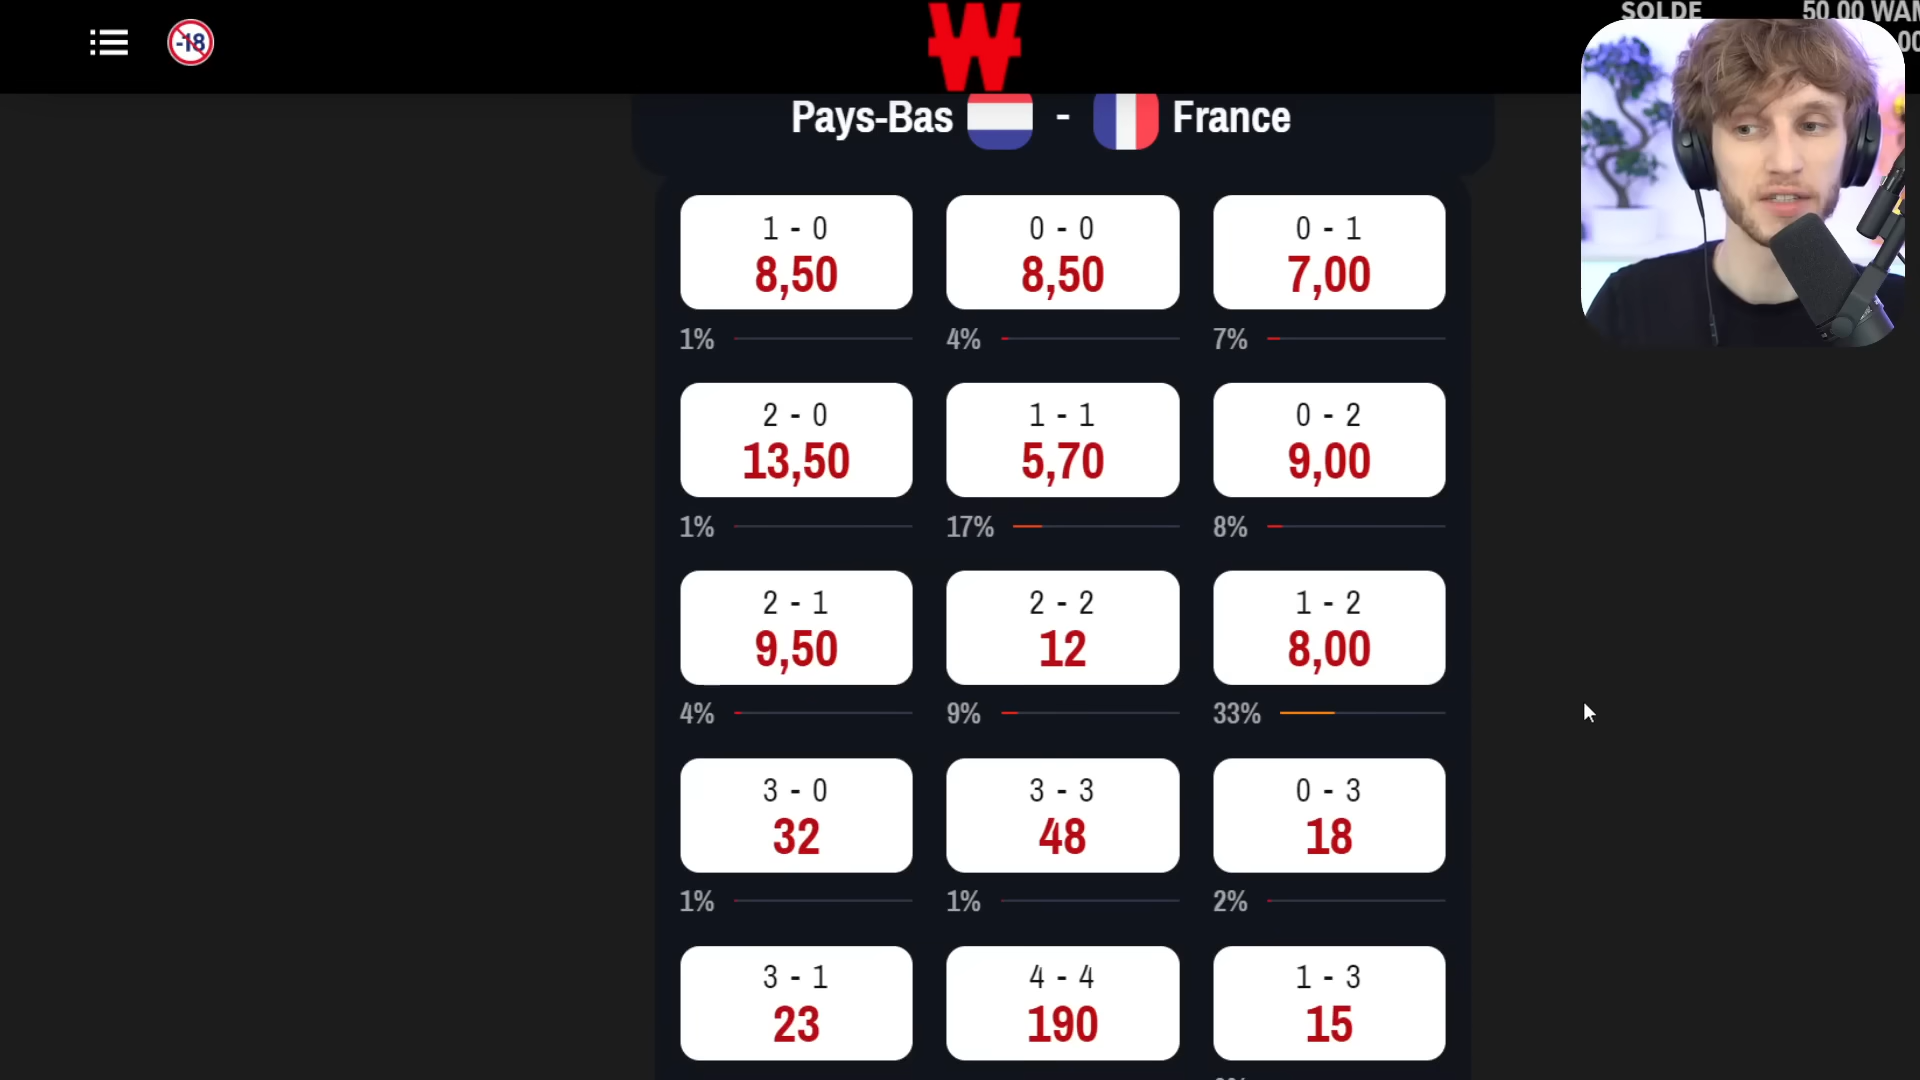 SOLDE 50,00 WAM
-18
W
Pays-Bas - France
1 - 0 0 - 0 0 - 1
8,50 8,50 7,00
1% 4% 7%
2 - 0 1 - 1 0 - 2
13,50 5,70 9,00
1% 17% 8%
2 - 1 2 - 2 1 - 2
9,50 12 8,00
4% 9% 33%
3 - 0 3 - 3 0 - 3
32 48 18
1% 1% 2%
3 - 1 4 - 4 1 - 3
23 190 15